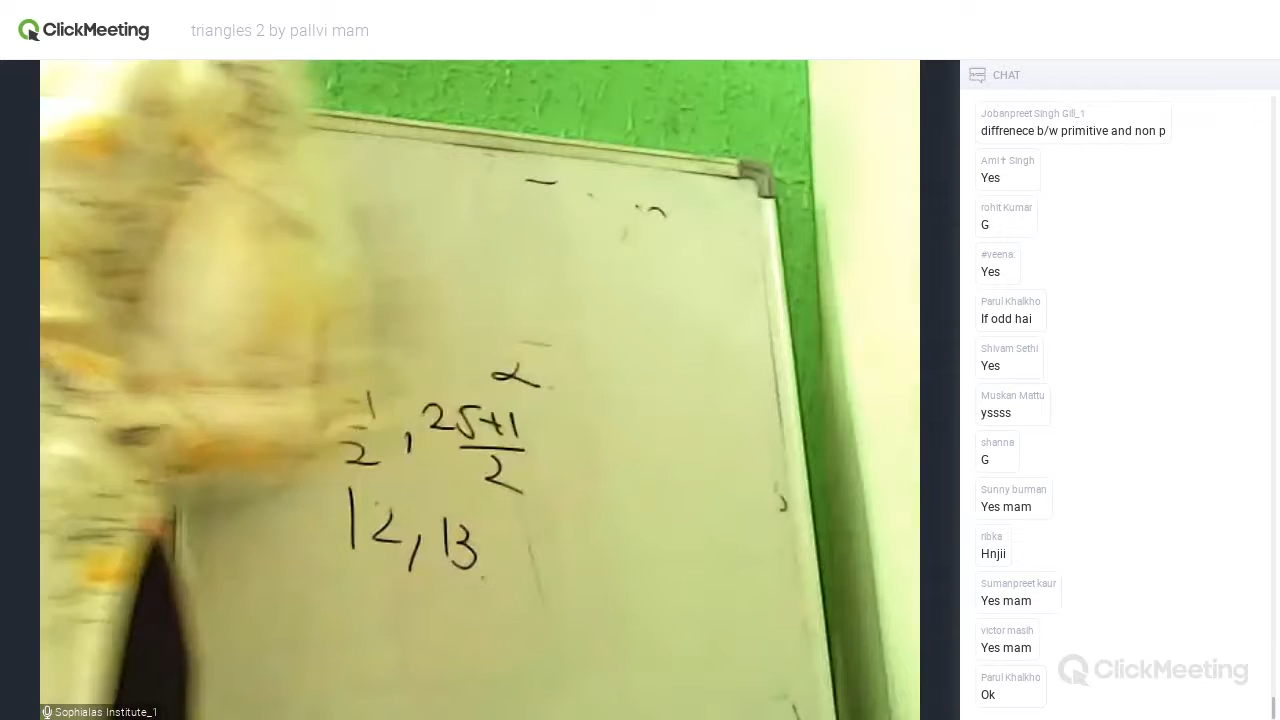 ClickMeeting
triangles 2 by pallvi mam
CHAT
Jobanpreet Singh Gill_1
diffrenece b/w primitive and non p
Ami✝ Singh
Yes
rohit Kumar
G
#veena.
Yes
Parul Khalkho
If odd hai
Shivam Sethi
Yes
Muskan Mattu
yssss
shanna
G
Sunny burman
Yes mam
ribka
Hnjii
Sumanpreet kaur
Yes mam
victor masih
Yes mam
Parul Khalkho
Ok
ClickMeeting
2
-1/2 , 25+1/2
12, 13
Sophialas Institute_1